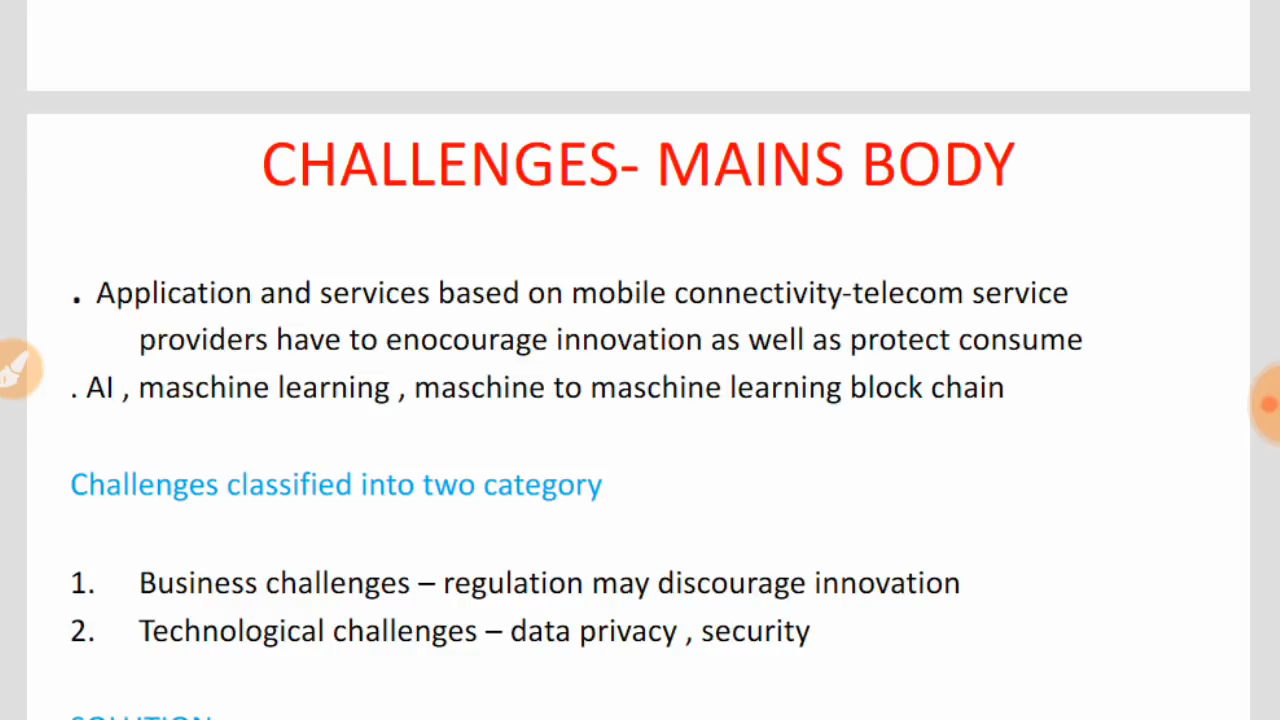 CHALLENGES- MAINS BODY
. Application and services based on mobile connectivity-telecom service
providers have to enocourage innovation as well as protect consume
. AI , maschine learning , maschine to maschine learning block chain
Challenges classified into two category
1. Business challenges – regulation may discourage innovation
2. Technological challenges – data privacy , security
SOLUTION